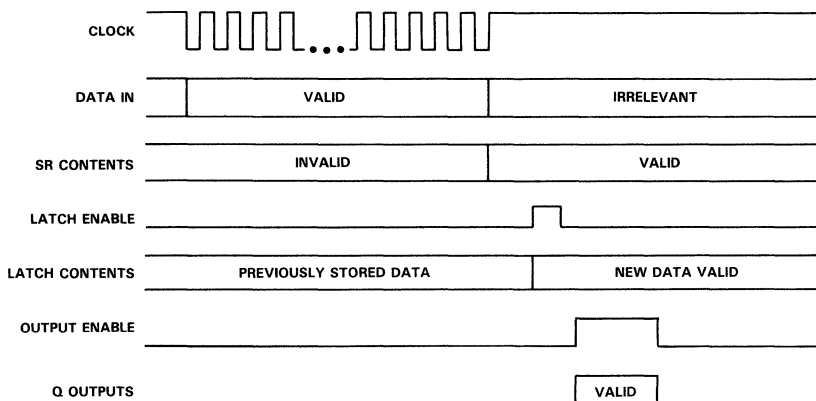 CLOCK
DATA IN
VALID
IRRELEVANT
SR CONTENTS
INVALID
VALID
LATCH ENABLE
LATCH CONTENTS
PREVIOUSLY STORED DATA
NEW DATA VALID
OUTPUT ENABLE
Q OUTPUTS
VALID